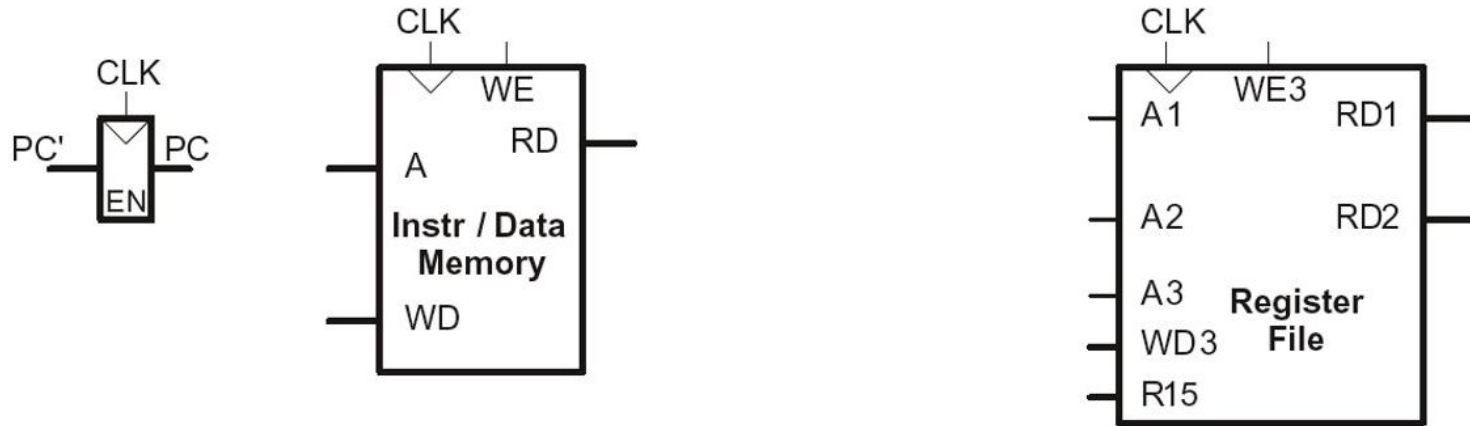 CLK
PC'
PC
EN
CLK
WE
RD
A
Instr / Data
Memory
WD
CLK
WE3
A1
RD1
A2
RD2
A3
Register
File
WD3
R15